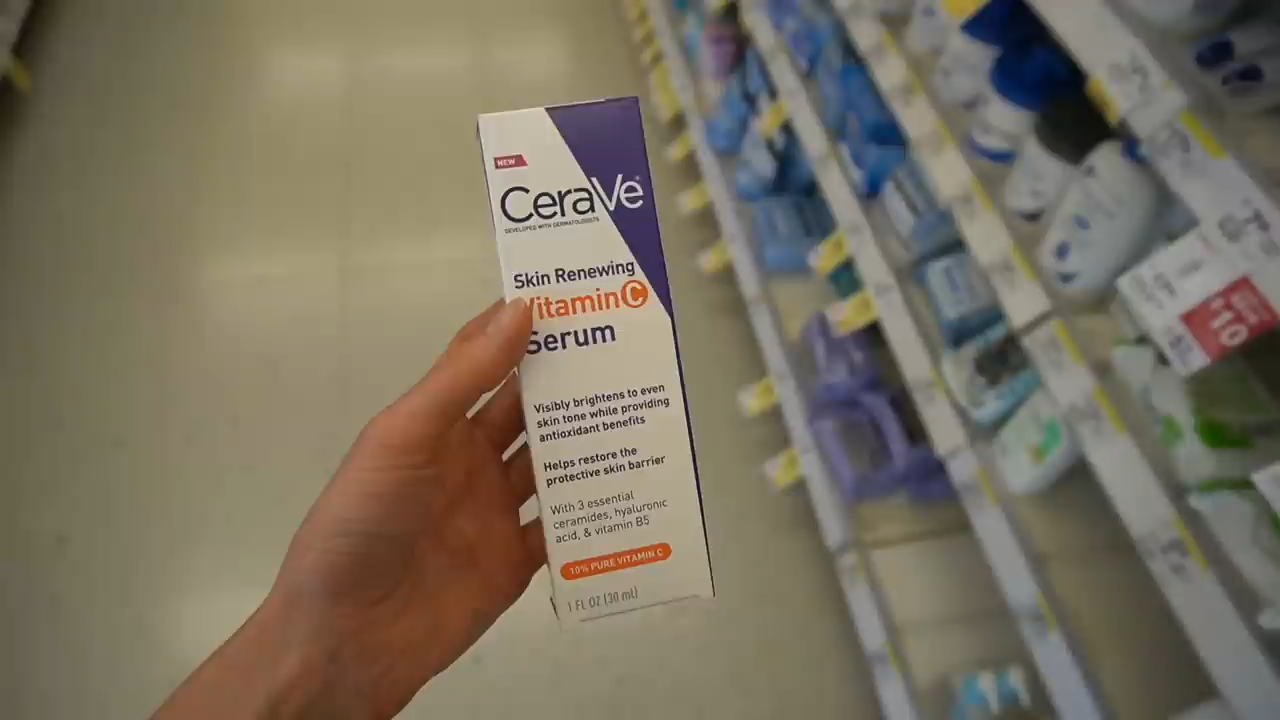 NEW
CeraVe
DEVELOPED WITH DERMATOLOGISTS
Skin Renewing
Vitamin C
Serum
Visibly brightens to even
skin tone while providing
antioxidant benefits
Helps restore the
protective skin barrier
With 3 essential
ceramides, hyaluronic
acid, & vitamin B5
10% PURE VITAMIN C
1 FL OZ (30 mL)
$10